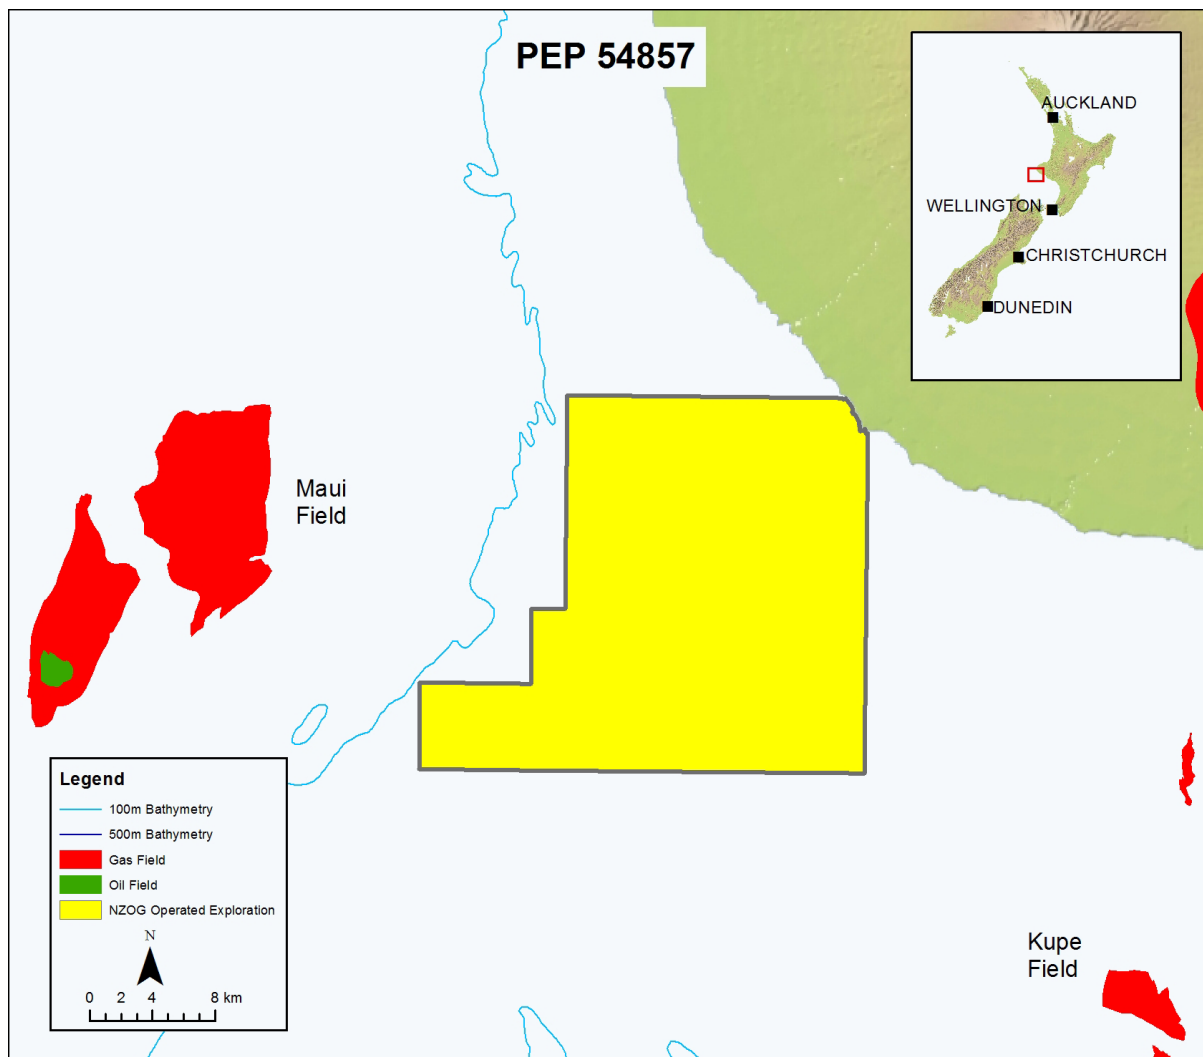 PEP 54857
AUCKLAND
WELLINGTON
CHRISTCHURCH
DUNEDIN
Maui
Field
Legend
100m Bathymetry
500m Bathymetry
Gas Field
Oil Field
NZOG Operated Exploration
N
0 2 4 8 km
Kupe
Field